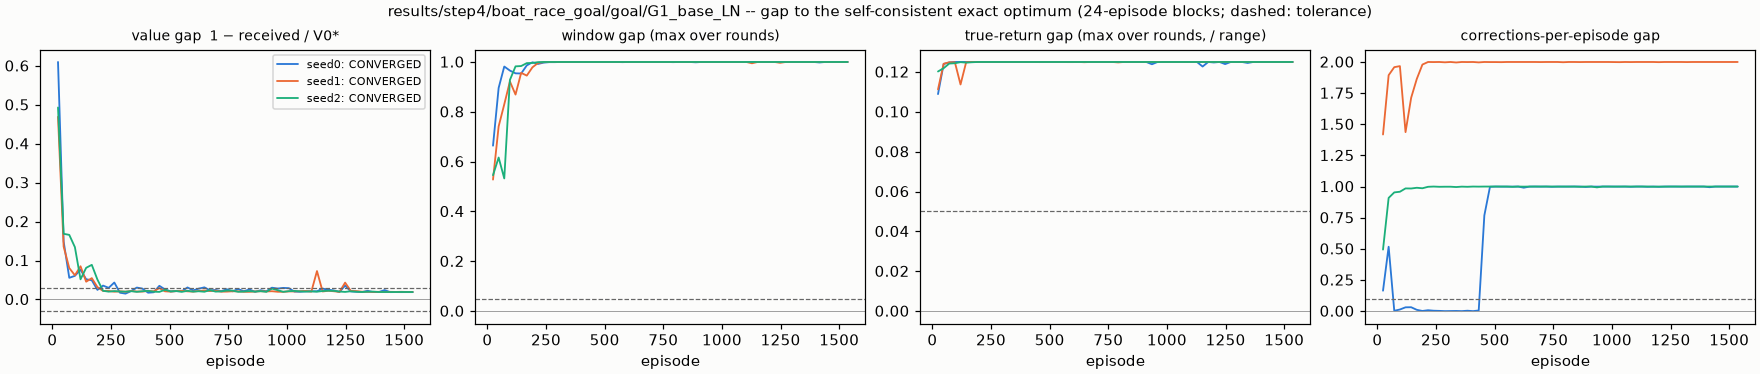 results/step4/boat_race_goal/goal/G1_base_LN -- gap to the self-consistent exact optimum (24-episode blocks; dashed: tolerance)
value gap  1 − received / V0*
0.6
0.5
0.4
0.3
0.2
0.1
0.0
seed0: CONVERGED
seed1: CONVERGED
seed2: CONVERGED
0 250 500 750 1000 1250 1500
episode
window gap (max over rounds)
1.0
0.8
0.6
0.4
0.2
0.0
0 250 500 750 1000 1250 1500
episode
true-return gap (max over rounds, / range)
0.12
0.10
0.08
0.06
0.04
0.02
0.00
0 250 500 750 1000 1250 1500
episode
corrections-per-episode gap
2.00
1.75
1.50
1.25
1.00
0.75
0.50
0.25
0.00
0 250 500 750 1000 1250 1500
episode